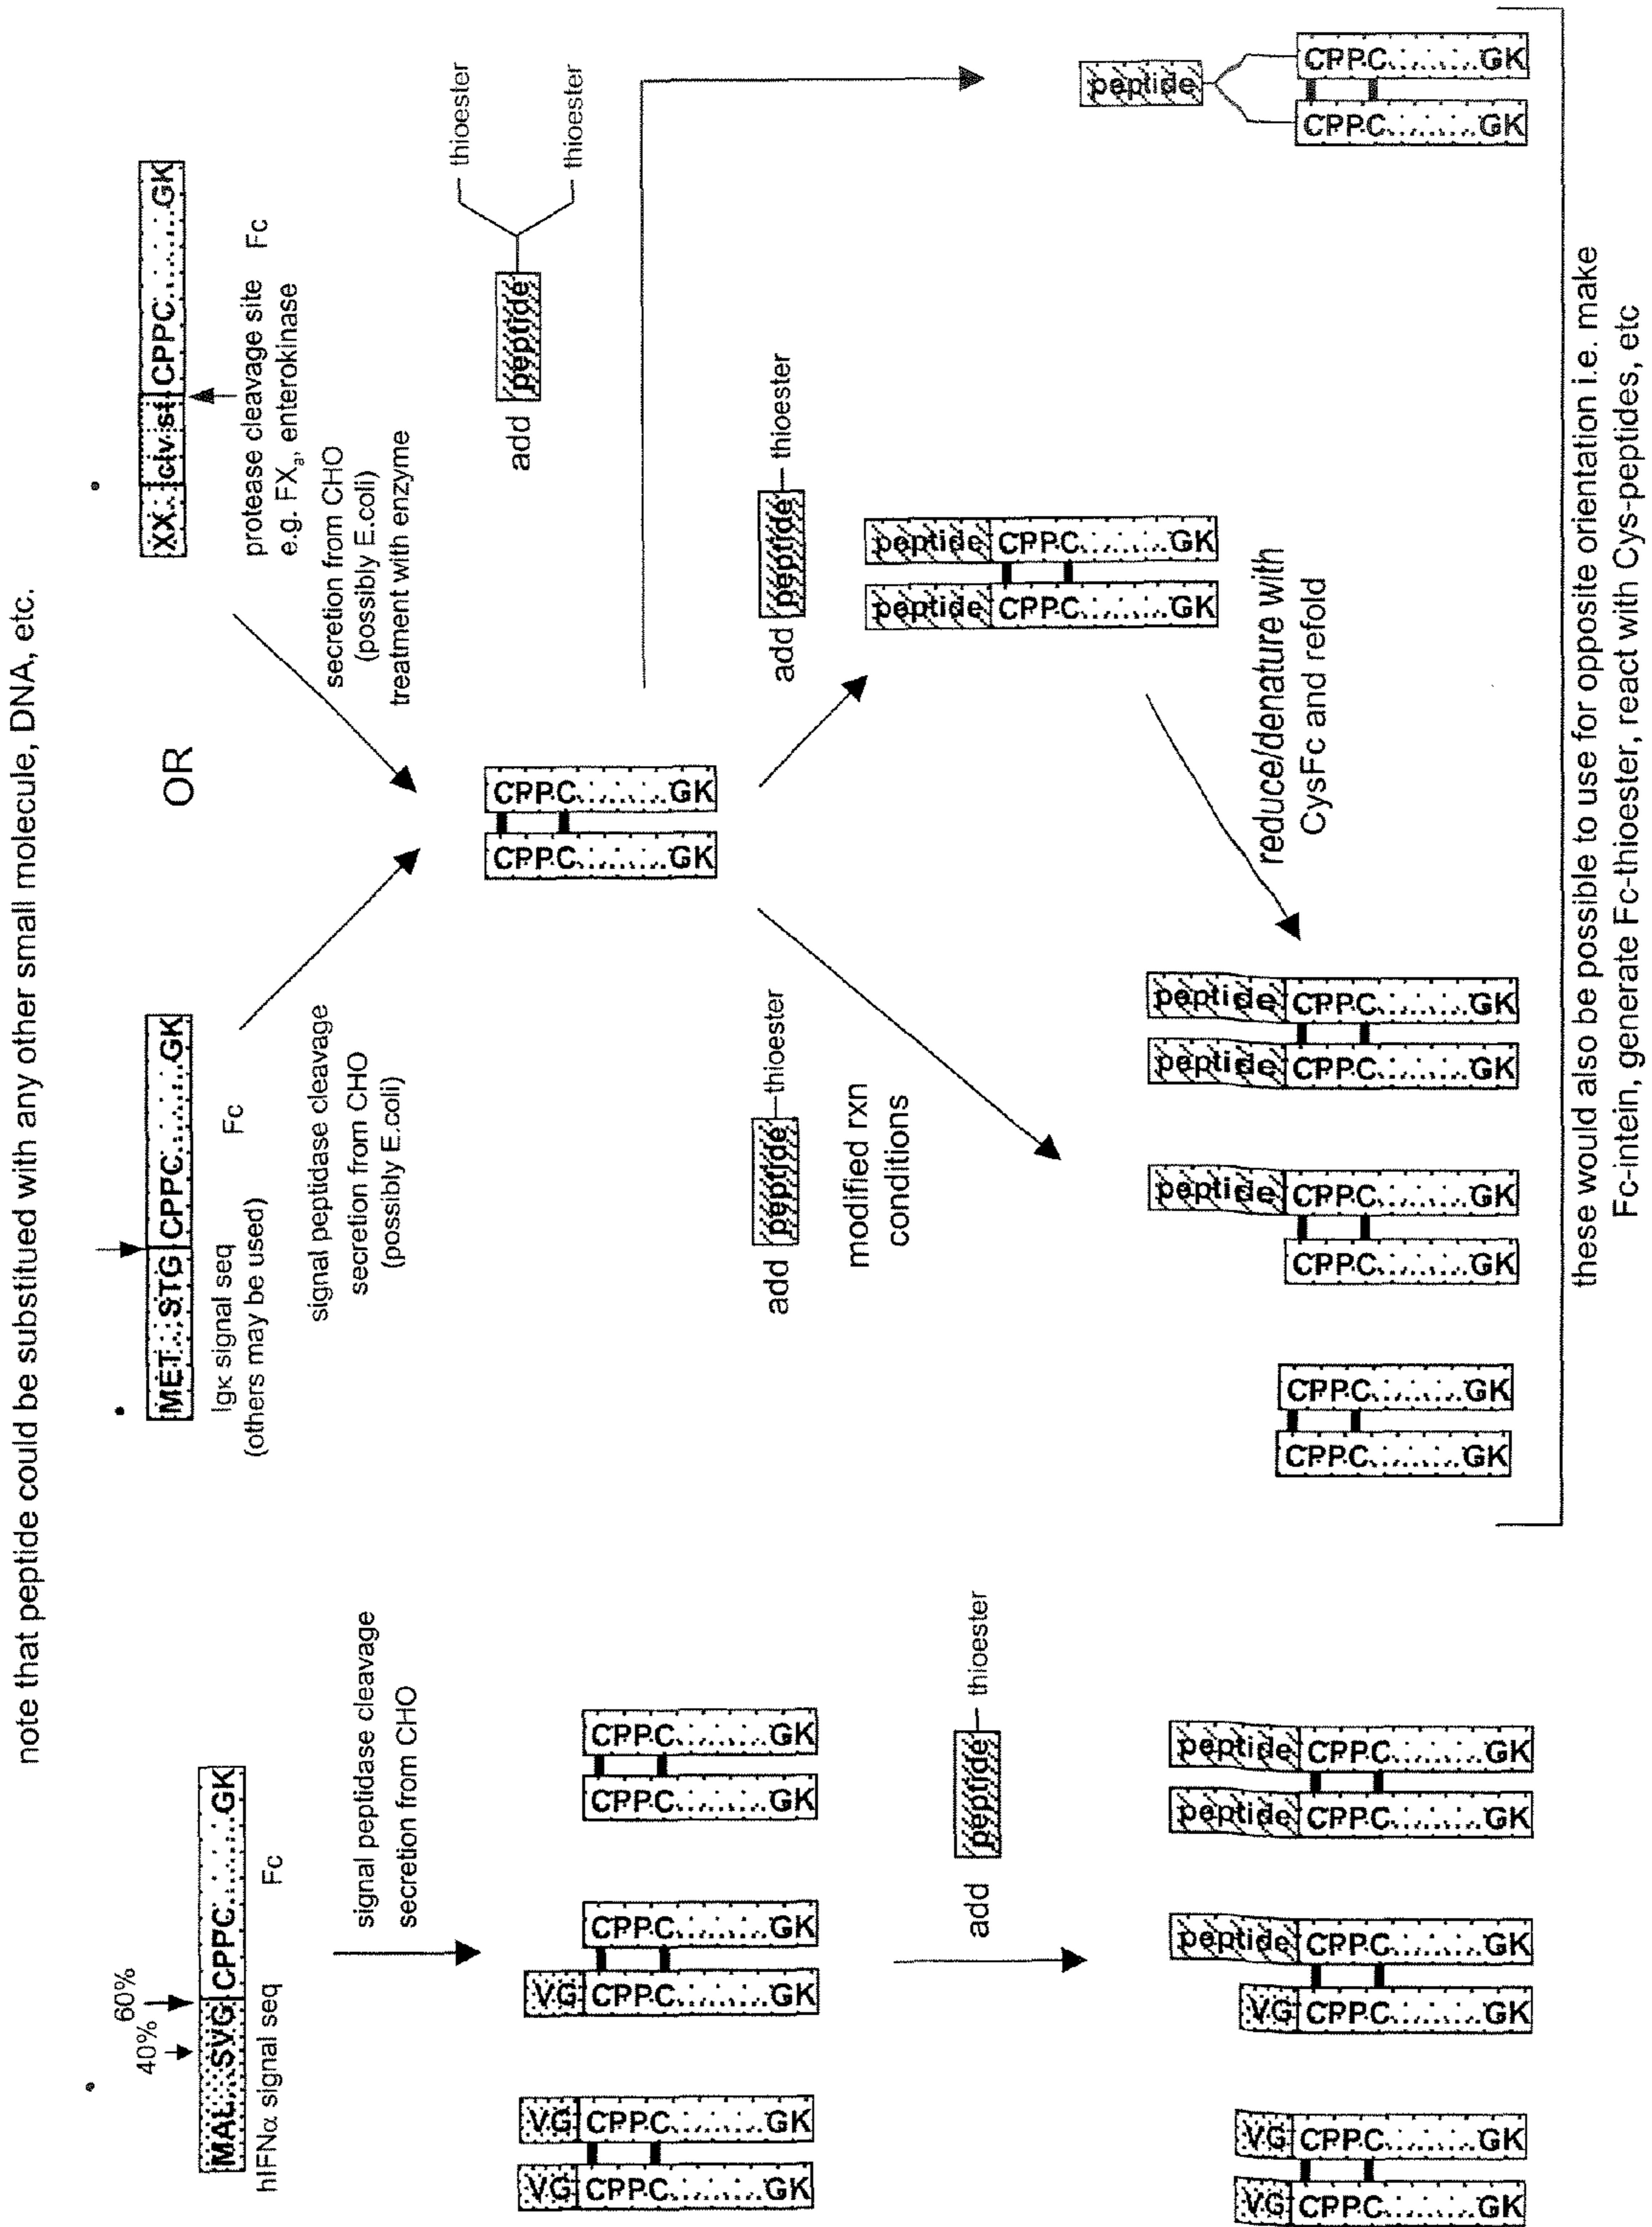 note that peptide could be substitued with any other small molecule, DNA, etc.
40%
60%
MAL..SVG CPPC.........GK
hIFNα signal seq
Fc
signal peptidase cleavage
secretion from CHO
VG CPPC.........GK
VG CPPC.........GK
VG CPPC.........GK
CPPC.........GK
CPPC.........GK
CPPC.........GK
add peptide thioester
VG CPPC.........GK
VG CPPC.........GK
VG CPPC.........GK
peptide CPPC.........GK
peptide CPPC.........GK
peptide CPPC.........GK
MET...STG CPPC.........GK
Igκ signal seq
(others may be used)
Fc
signal peptidase cleavage
secretion from CHO
(possibly E.coli)
OR
XX.. clv st CPPC.........GK
protease cleavage site
e.g. FXa, enterokinase
Fc
secretion from CHO
(possibly E.coli)
treatment with enzyme
CPPC.........GK
CPPC.........GK
add peptide thioester
thioester
add peptide thioester
modified rxn
conditions
add peptide thioester
peptide CPPC.........GK
peptide CPPC.........GK
reduce/denature with
CysFc and refold
CPPC.........GK
CPPC.........GK
CPPC.........GK
peptide CPPC.........GK
peptide CPPC.........GK
peptide CPPC.........GK
peptide
CPPC.........GK
CPPC.........GK
these would also be possible to use for opposite orientation i.e. make
Fc-intein, generate Fc-thioester, react with Cys-peptides, etc